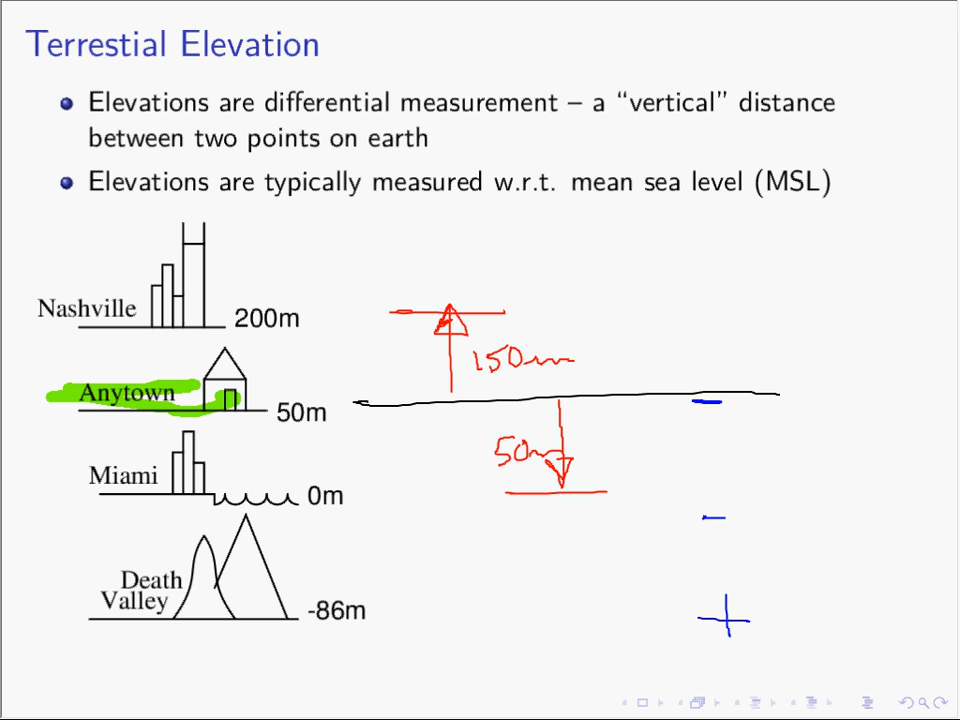 Terrestial Elevation
Elevations are differential measurement – a “vertical” distance
between two points on earth
Elevations are typically measured w.r.t. mean sea level (MSL)
Nashville
200m
150m
Anytown
50m
50m
Miami
0m
-
Death
Valley
-86m
+